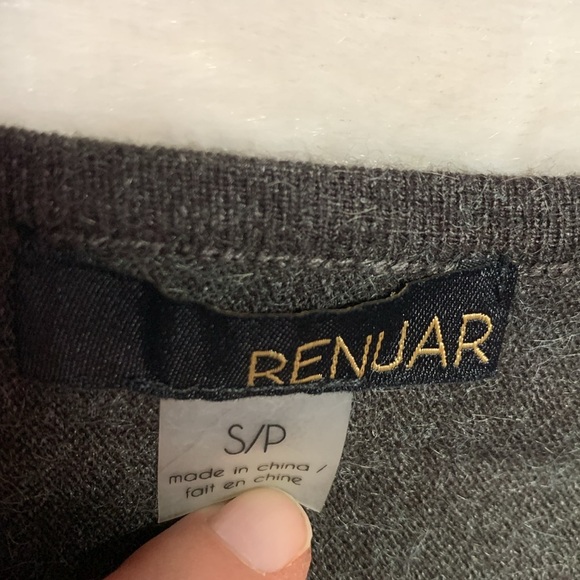 RENUAR
S/P
made in china /
fait en chine